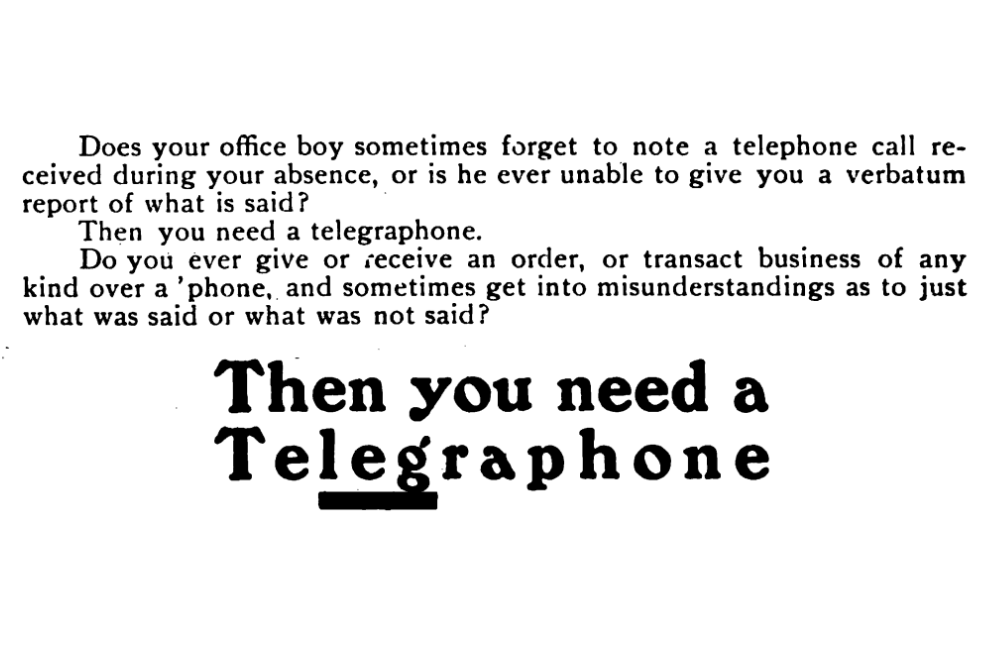 Does your office boy sometimes forget to note a telephone call re-
ceived during your absence, or is he ever unable to give you a verbatum
report of what is said?
Then you need a telegraphone.
Do you ever give or receive an order, or transact business of any
kind over a 'phone, and sometimes get into misunderstandings as to just
what was said or what was not said?
Then you need a
Telegraphone